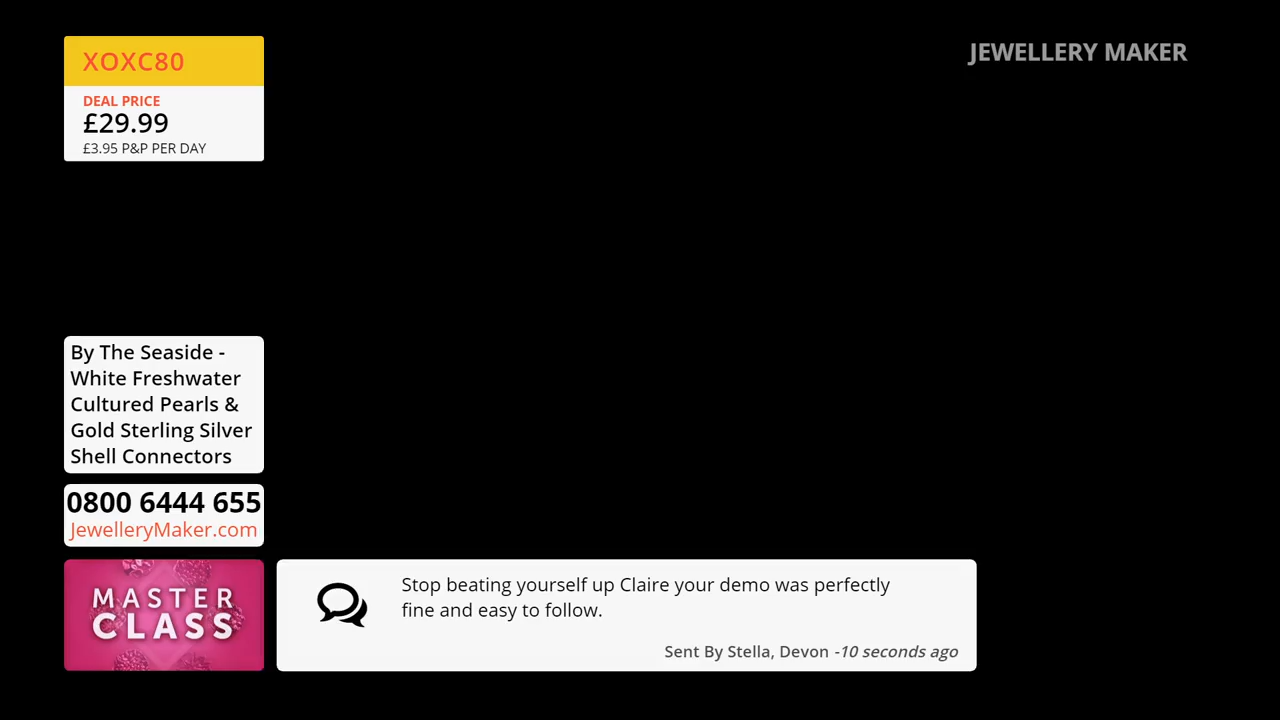 XOXC80
JEWELLERY MAKER
DEAL PRICE
£29.99
£3.95 P&P PER DAY
By The Seaside -
White Freshwater
Cultured Pearls &
Gold Sterling Silver
Shell Connectors
0800 6444 655
JewelleryMaker.com
MASTER
CLASS
Stop beating yourself up Claire your demo was perfectly
fine and easy to follow.
Sent By Stella, Devon -10 seconds ago